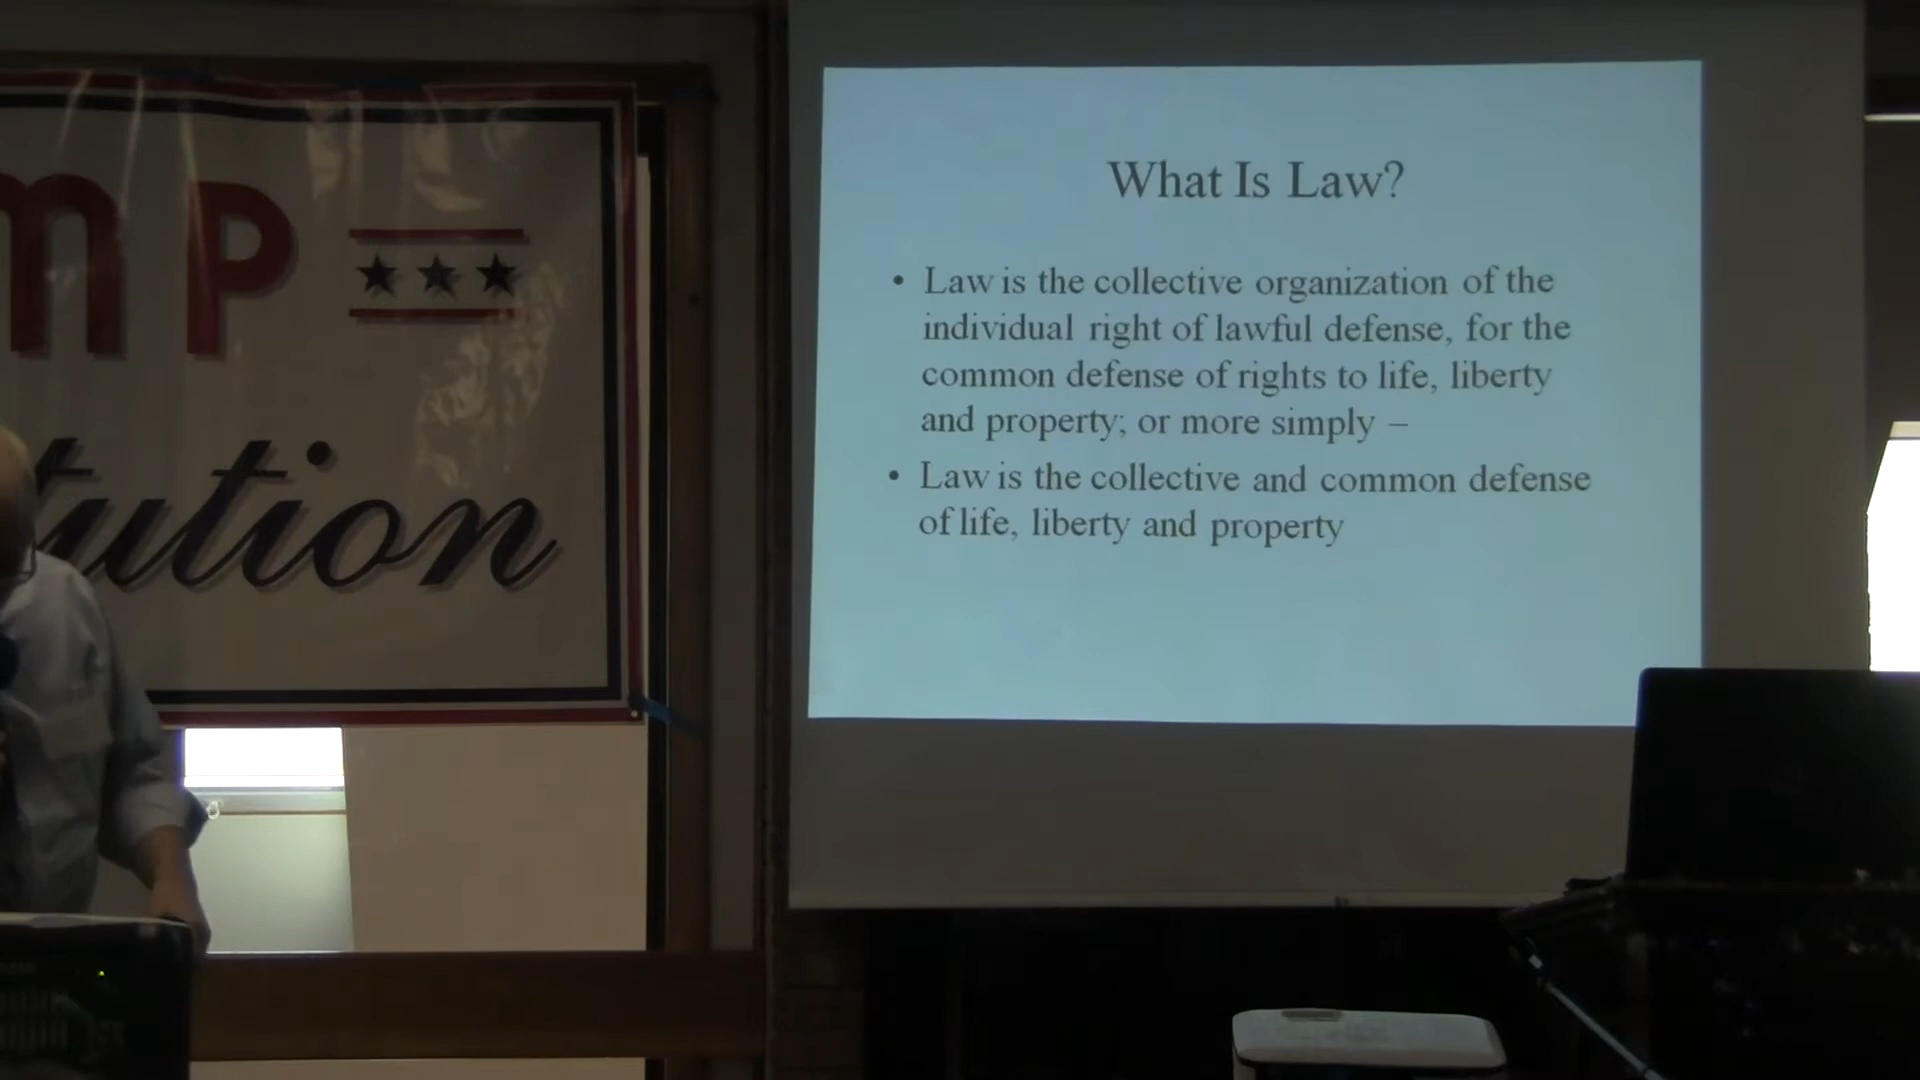 mP
tution
What Is Law?
• Law is the collective organization of the
individual right of lawful defense, for the
common defense of rights to life, liberty
and property; or more simply –
• Law is the collective and common defense
of life, liberty and property